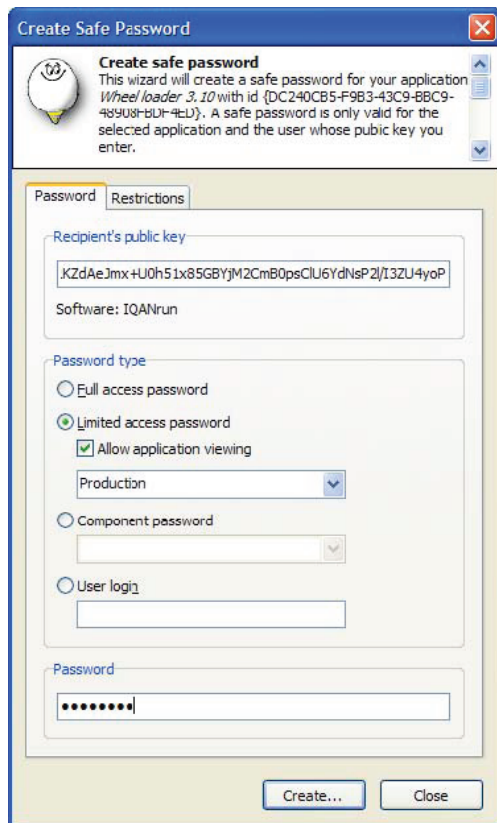 Create Safe Password
Create safe password
This wizard will create a safe password for your application
Wheel loader 3.10 with id {DC240CB5-F9B3-43C9-BBC9-
48908FBDF4ED}. A safe password is only valid for the
selected application and the user whose pubic key you
enter.
Password Restrictions
Recipient's public key
.KZdAeJmx+U0h51x85GBYjM2CmB0psClU6YdNsP2l/I3ZU4yoP
Software: IQANrun
Password type
Full access password
Limited access password
Allow application viewing
Production
Component password
User login
Password
••••••••
Create... Close